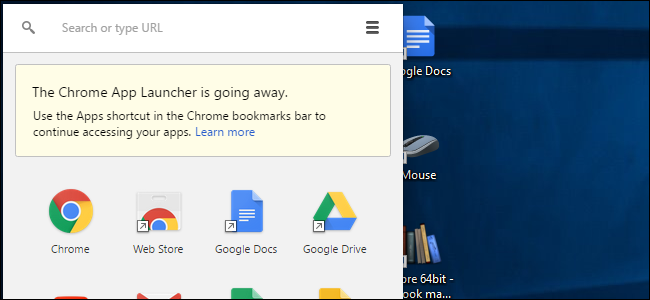 Search or type URL
The Chrome App Launcher is going away.
Use the Apps shortcut in the Chrome bookmarks bar to
continue accessing your apps. Learn more
Chrome
Web Store
Google Docs
Google Drive
ogle Docs
Mouse
bre 64bit -
ook ma...